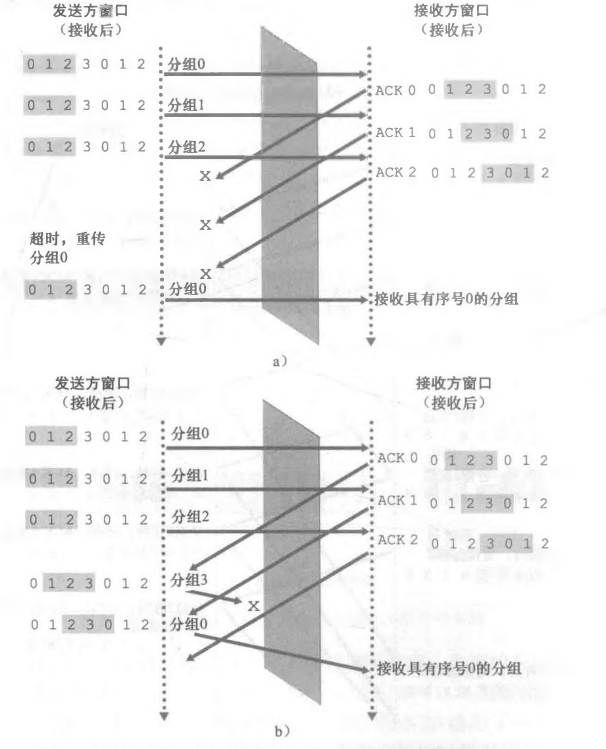 发送方窗口 接收方窗口
(接收后) (接收后)
0 1 2 3 0 1 2 分组0
ACK 0 0 1 2 3 0 1 2
0 1 2 3 0 1 2 分组1
ACK 1 0 1 2 3 0 1 2
0 1 2 3 0 1 2 分组2
X
ACK 2 0 1 2 3 0 1 2
X
超时,重传
分组0
X
0 1 2 3 0 1 2 分组0 接收具有序号0的分组
a)
发送方窗口 接收方窗口
(接收后) (接收后)
0 1 2 3 0 1 2 分组0
ACK 0 0 1 2 3 0 1 2
0 1 2 3 0 1 2 分组1
ACK 1 0 1 2 3 0 1 2
0 1 2 3 0 1 2 分组2
ACK 2 0 1 2 3 0 1 2
0 1 2 3 0 1 2 分组3
X
0 1 2 3 0 1 2 分组0
接收具有序号0的分组
b)